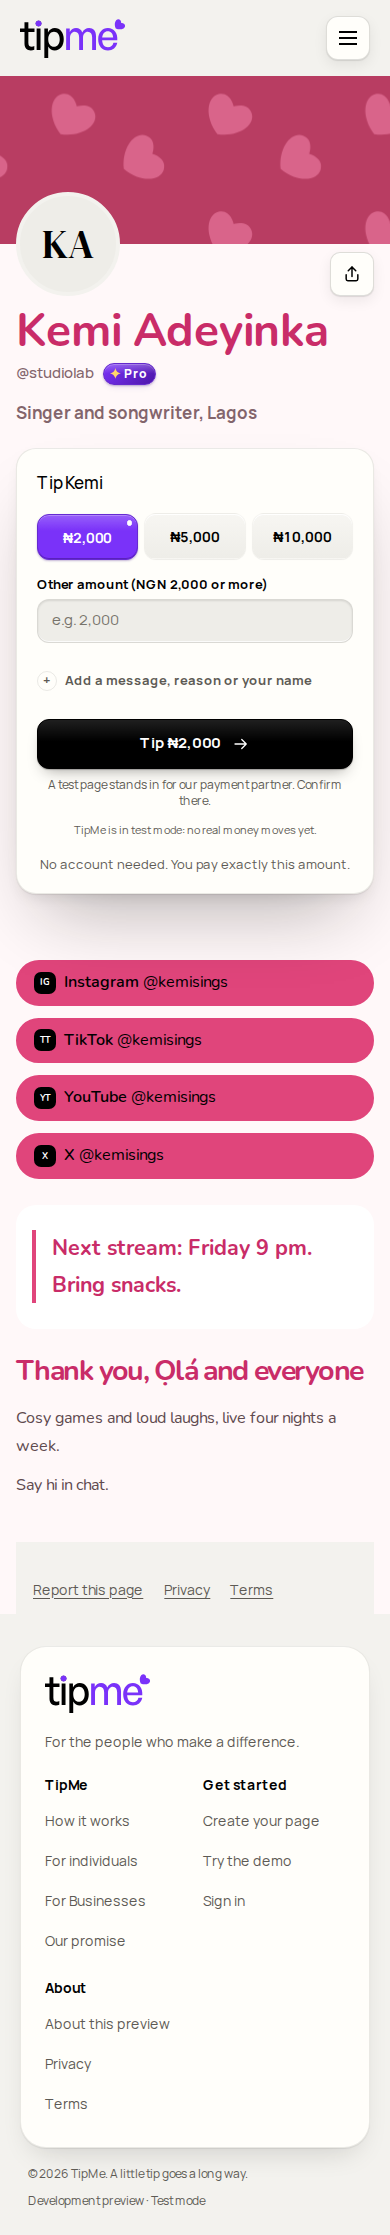 tipme
KA
Kemi Adeyinka
@studiolab Pro
Singer and songwriter, Lagos
Tip Kemi
₦2,000 ₦5,000 ₦10,000
Other amount (NGN 2,000 or more)
e.g. 2,000
+ Add a message, reason or your name
Tip ₦2,000 →
A test page stands in for our payment partner. Confirm
there.
TipMe is in test mode: no real money moves yet.
No account needed. You pay exactly this amount.
IG Instagram @kemisings
TT TikTok @kemisings
YT YouTube @kemisings
X X @kemisings
Next stream: Friday 9 pm.
Bring snacks.
Thank you, Ọlá and everyone
Cosy games and loud laughs, live four nights a
week.
Say hi in chat.
Report this page Privacy Terms
tipme
For the people who make a difference.
TipMe
How it works
For individuals
For Businesses
Our promise
Get started
Create your page
Try the demo
Sign in
About
About this preview
Privacy
Terms
© 2026 TipMe. A little tip goes a long way.
Development preview · Test mode